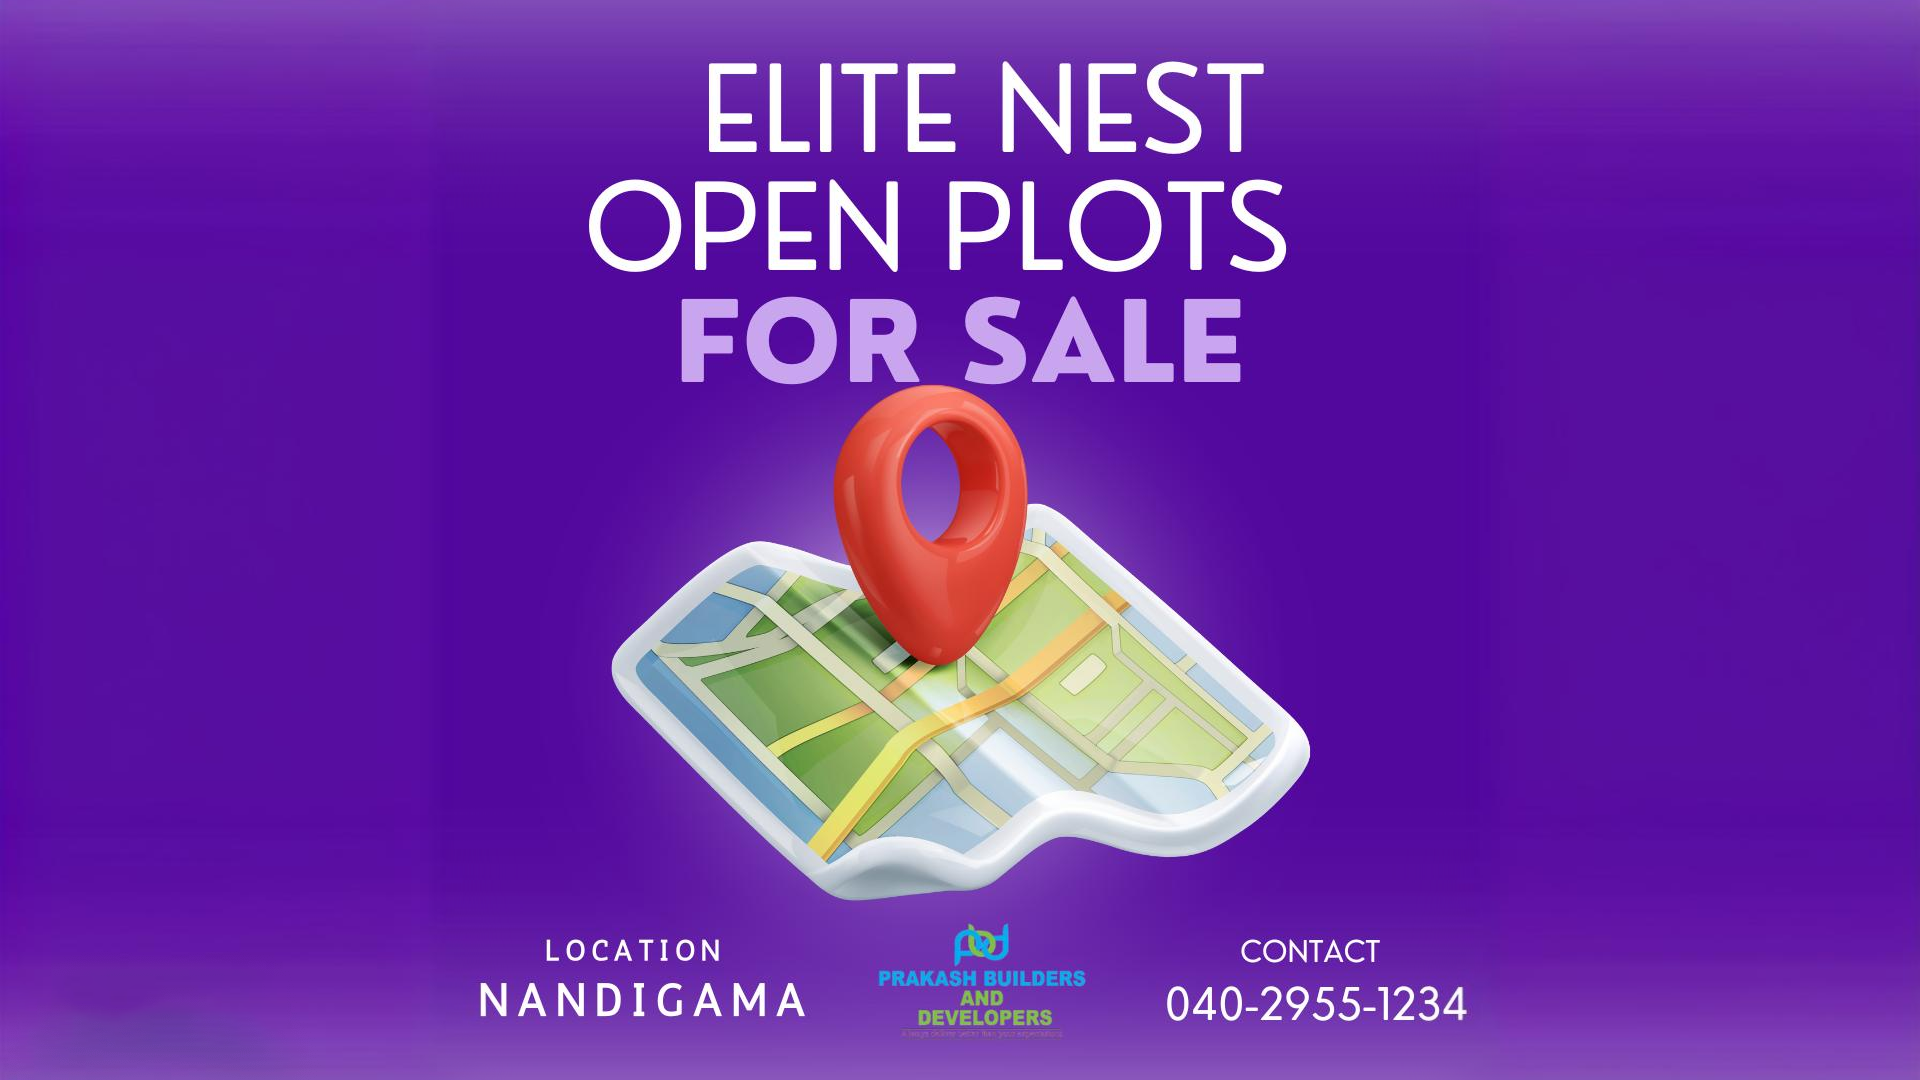 ELITE NEST
OPEN PLOTS
FOR SALE
LOCATION
NANDIGAMA
PRAKASH BUILDERS
AND
DEVELOPERS
CONTACT
040-2955-1234